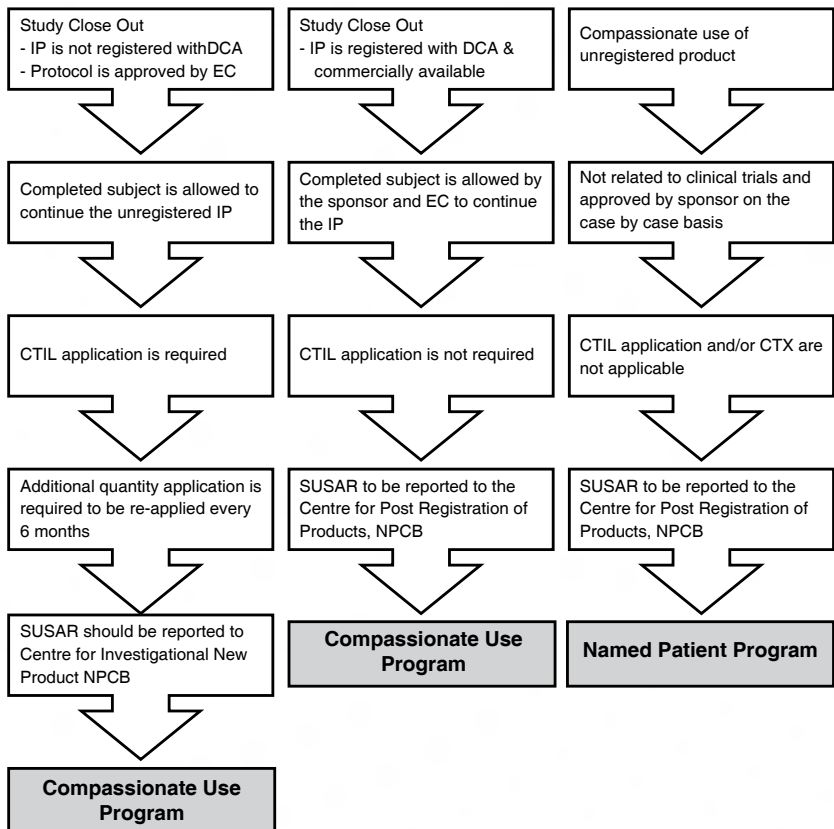 Study Close Out
- IP is not registered withDCA
- Protocol is approved by EC
Completed subject is allowed to
continue the unregistered IP
CTIL application is required
Additional quantity application is
required to be re-applied every
6 months
SUSAR should be reported to
Centre for Investigational New
Product NPCB
Compassionate Use
Program
Study Close Out
- IP is registered with DCA &
commercially available
Completed subject is allowed by
the sponsor and EC to continue
the IP
CTIL application is not required
SUSAR to be reported to the
Centre for Post Registration of
Products, NPCB
Compassionate Use
Program
Compassionate use of
unregistered product
Not related to clinical trials and
approved by sponsor on the
case by case basis
CTIL application and/or CTX are
not applicable
SUSAR to be reported to the
Centre for Post Registration of
Products, NPCB
Named Patient Program